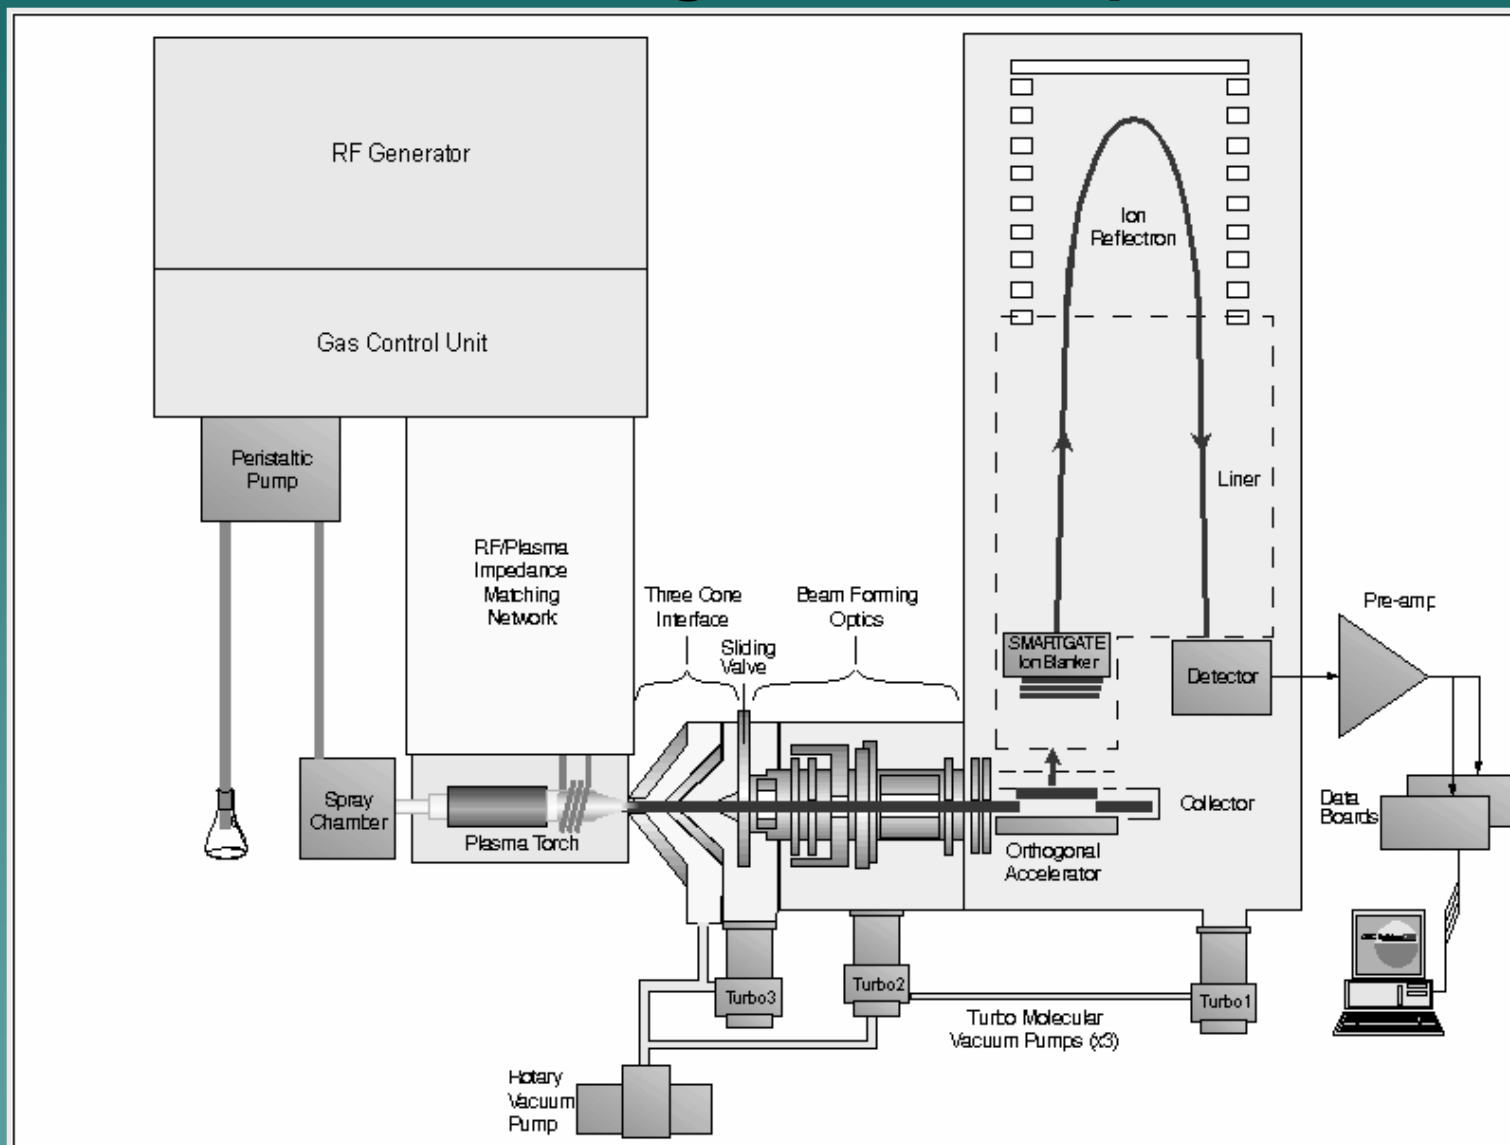 RF Generator
Gas Control Unit
Peristaltic
Pump
RF/Plasma
Impedance
Matching
Network
Spray
Chamber
Plasma Torch
Three Cone
Interface
Sliding
Valve
Beam Forming
Optics
Ion
Reflectron
Liner
SMARTGATE
Ion Blanker
Detector
Pre-amp
Collector
Data
Boards
Orthogonal
Accelerator
Turbo3
Turbo2
Turbo1
Turbo Molecular
Vacuum Pumps (x3)
Rotary
Vacuum
Pump